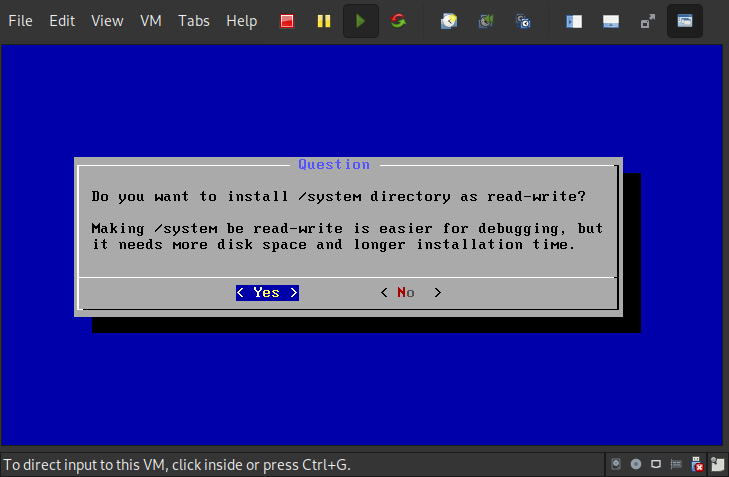 File Edit View VM Tabs Help
Question
Do you want to install /system directory as read-write?
Making /system be read-write is easier for debugging, but
it needs more disk space and longer installation time.
< Yes > < No >
To direct input to this VM, click inside or press Ctrl+G.